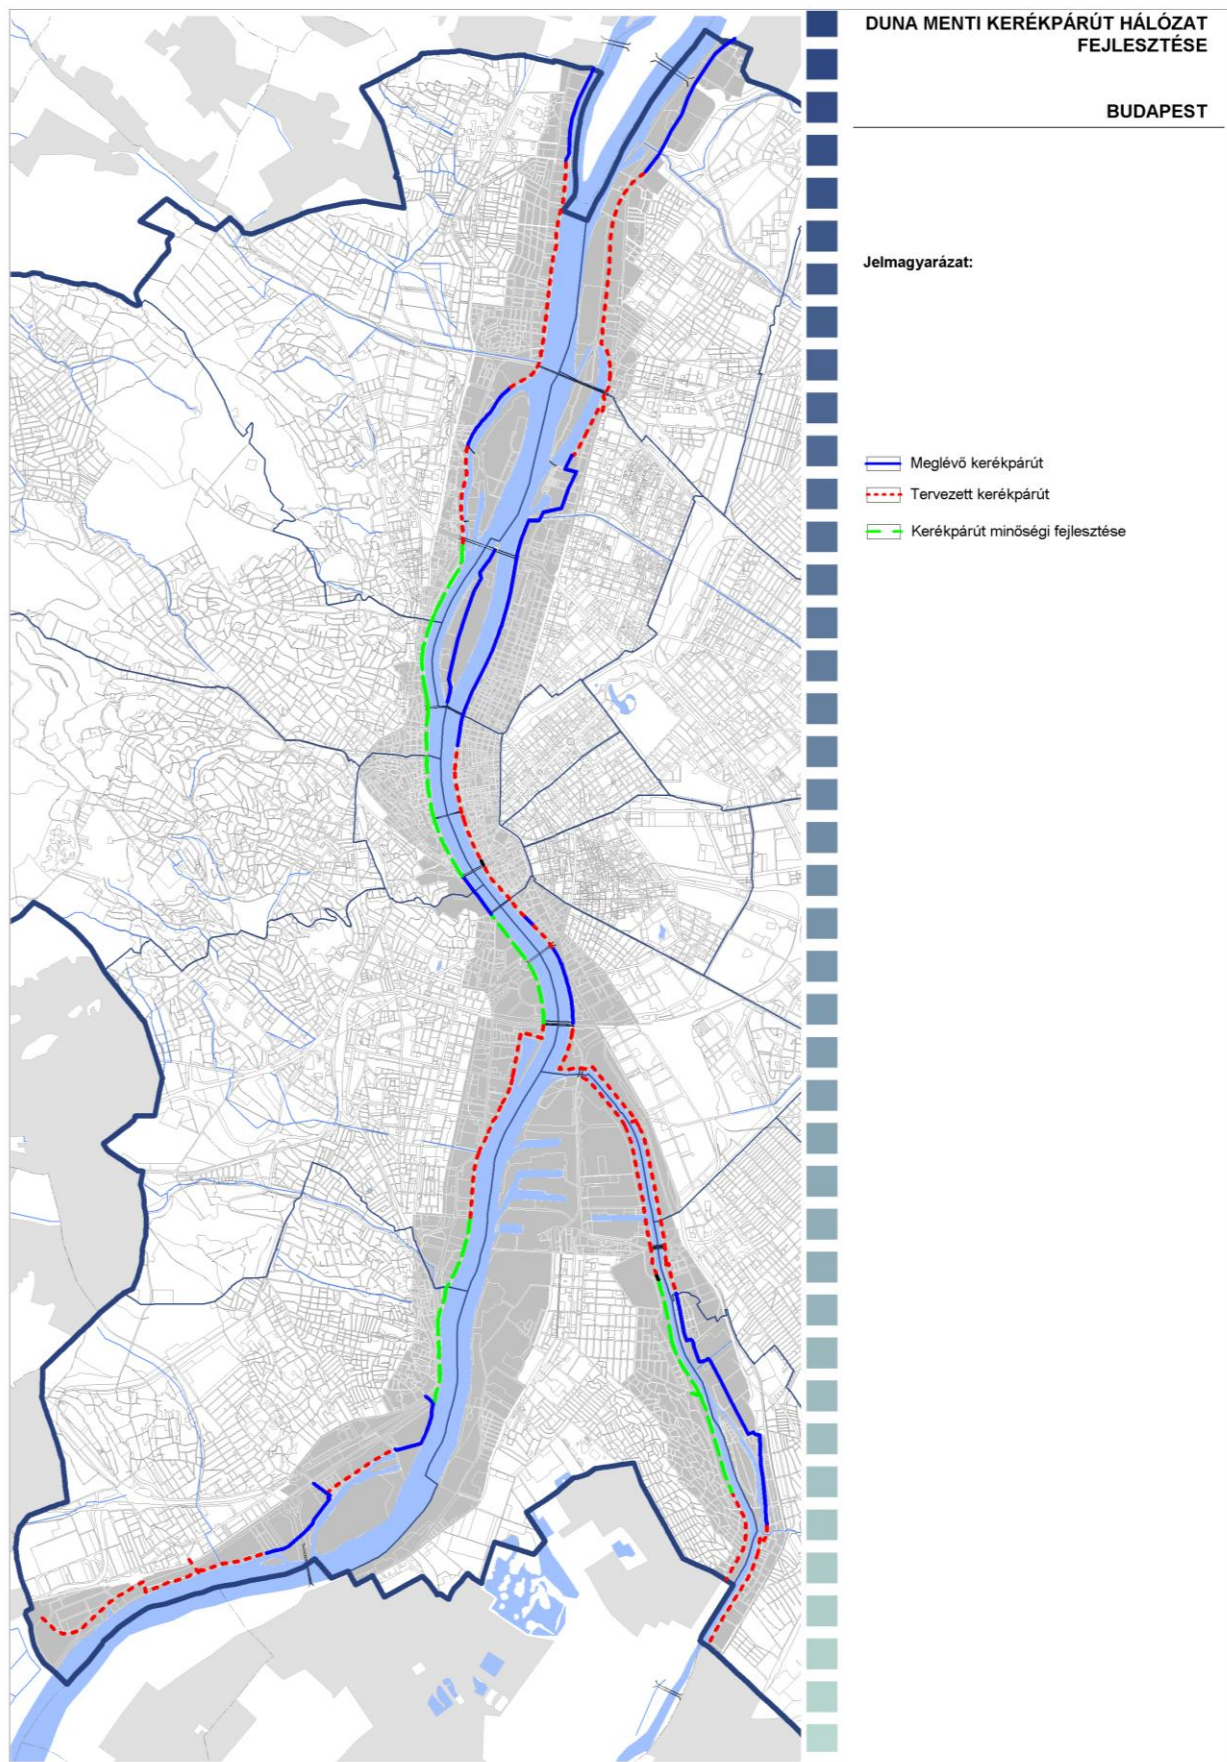 DUNA MENTI KERÉKPÁRÚT HÁLÓZAT
FEJLESZTÉSE
BUDAPEST
Jelmagyarázat:
Meglévő kerékpárút
Tervezett kerékpárút
Kerékpárút minőségi fejlesztése